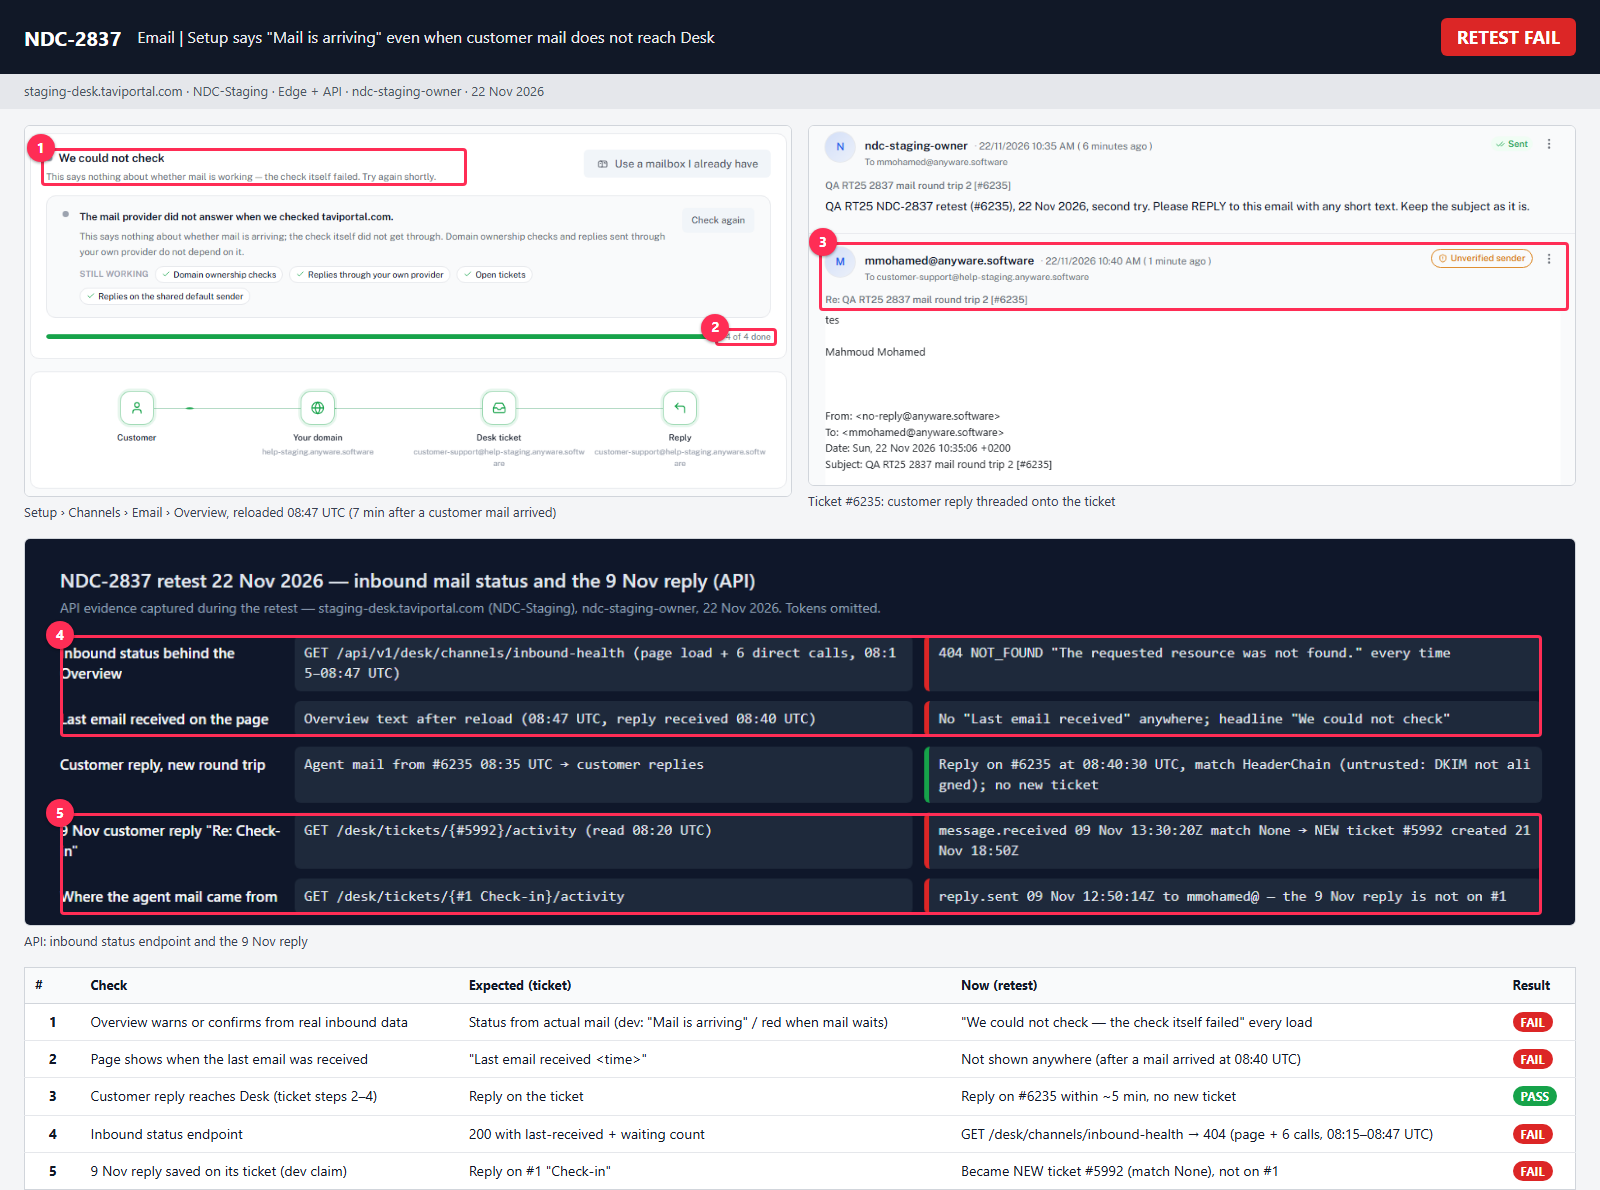 NDC-2837 Email | Setup says "Mail is arriving" even when customer mail does not reach Desk
RETEST FAIL
staging-desk.taviportal.com · NDC-Staging · Edge + API · ndc-staging-owner · 22 Nov 2026
1
We could not check
This says nothing about whether mail is working — the check itself failed. Try again shortly.
Use a mailbox I already have
The mail provider did not answer when we checked taviportal.com.
Check again
This says nothing about whether mail is arriving; the check itself did not get through. Domain ownership checks and replies sent through
your own provider do not depend on it.
STILL WORKING Domain ownership checks Replies through your own provider Open tickets
Replies on the shared default sender
2
4 of 4 done
Customer
Your domain
help-staging.anyware.software
Desk ticket
customer-support@help-staging.anyware.softw
are
Reply
customer-support@help-staging.anyware.softw
are
Setup › Channels › Email › Overview, reloaded 08:47 UTC (7 min after a customer mail arrived)
N
ndc-staging-owner · 22/11/2026 10:35 AM ( 6 minutes ago )
Sent
To mmohamed@anyware.software
QA RT25 2837 mail round trip 2 [#6235]
QA RT25 NDC-2837 retest (#6235), 22 Nov 2026, second try. Please REPLY to this email with any short text. Keep the subject as it is.
3
M
mmohamed@anyware.software · 22/11/2026 10:40 AM ( 1 minute ago )
Unverified sender
To customer-support@help-staging.anyware.software
Re: QA RT25 2837 mail round trip 2 [#6235]
tes
Mahmoud Mohamed
From: <no-reply@anyware.software>
To: <mmohamed@anyware.software>
Date: Sun, 22 Nov 2026 10:35:06 +0200
Subject: QA RT25 2837 mail round trip 2 [#6235]
Ticket #6235: customer reply threaded onto the ticket
NDC-2837 retest 22 Nov 2026 — inbound mail status and the 9 Nov reply (API)
API evidence captured during the retest — staging-desk.taviportal.com (NDC-Staging), ndc-staging-owner, 22 Nov 2026. Tokens omitted.
4
Inbound status behind the
Overview
GET /api/v1/desk/channels/inbound-health (page load + 6 direct calls, 08:1
5–08:47 UTC)
404 NOT_FOUND "The requested resource was not found." every time
Last email received on the page
Overview text after reload (08:47 UTC, reply received 08:40 UTC)
No "Last email received" anywhere; headline "We could not check"
Customer reply, new round trip
Agent mail from #6235 08:35 UTC → customer replies
Reply on #6235 at 08:40:30 UTC, match HeaderChain (untrusted: DKIM not ali
gned); no new ticket
5
9 Nov customer reply "Re: Check-
in"
GET /desk/tickets/{#5992}/activity (read 08:20 UTC)
message.received 09 Nov 13:30:20Z match None → NEW ticket #5992 created 21
Nov 18:50Z
Where the agent mail came from
GET /desk/tickets/{#1 Check-in}/activity
reply.sent 09 Nov 12:50:14Z to mmohamed@ — the 9 Nov reply is not on #1
API: inbound status endpoint and the 9 Nov reply
# Check Expected (ticket) Now (retest) Result
1 Overview warns or confirms from real inbound data Status from actual mail (dev: "Mail is arriving" / red when mail waits) "We could not check — the check itself failed" every load FAIL
2 Page shows when the last email was received "Last email received <time>" Not shown anywhere (after a mail arrived at 08:40 UTC) FAIL
3 Customer reply reaches Desk (ticket steps 2–4) Reply on the ticket Reply on #6235 within ~5 min, no new ticket PASS
4 Inbound status endpoint 200 with last-received + waiting count GET /desk/channels/inbound-health → 404 (page + 6 calls, 08:15–08:47 UTC) FAIL
5 9 Nov reply saved on its ticket (dev claim) Reply on #1 "Check-in" Became NEW ticket #5992 (match None), not on #1 FAIL